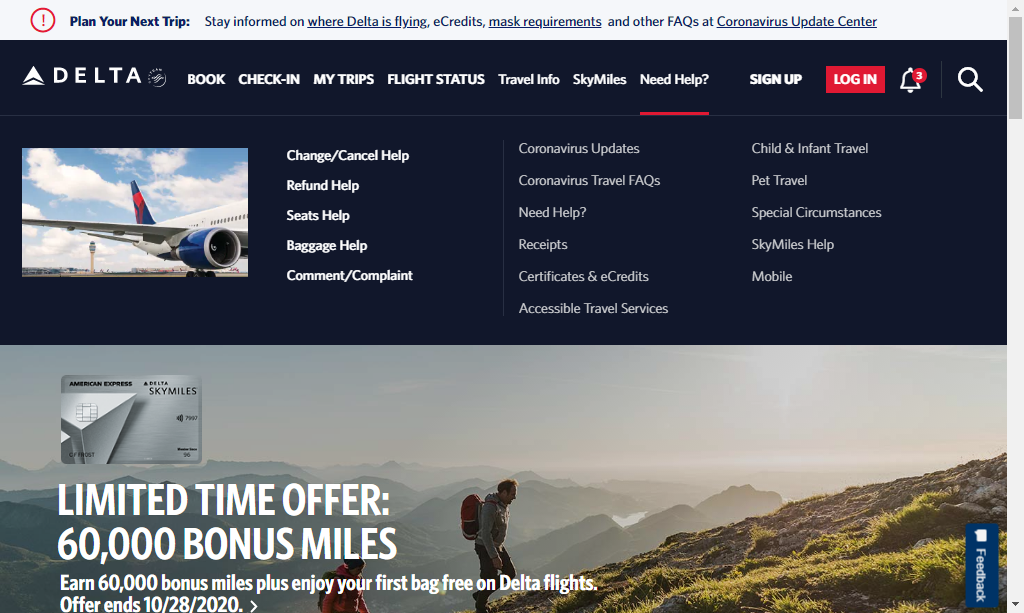 Plan Your Next Trip: Stay informed on where Delta is flying, eCredits, mask requirements and other FAQs at Coronavirus Update Center
DELTA BOOK CHECK-IN MY TRIPS FLIGHT STATUS Travel Info SkyMiles Need Help? SIGN UP LOG IN 3
Change/Cancel Help
Refund Help
Seats Help
Baggage Help
Comment/Complaint
Coronavirus Updates
Coronavirus Travel FAQs
Need Help?
Receipts
Certificates & eCredits
Accessible Travel Services
Child & Infant Travel
Pet Travel
Special Circumstances
SkyMiles Help
Mobile
AMERICAN EXPRESS DELTA
SKYMILES
7997
C F FROST
96
LIMITED TIME OFFER:
60,000 BONUS MILES
Earn 60,000 bonus miles plus enjoy your first bag free on Delta flights.
Offer ends 10/28/2020.
Feedback